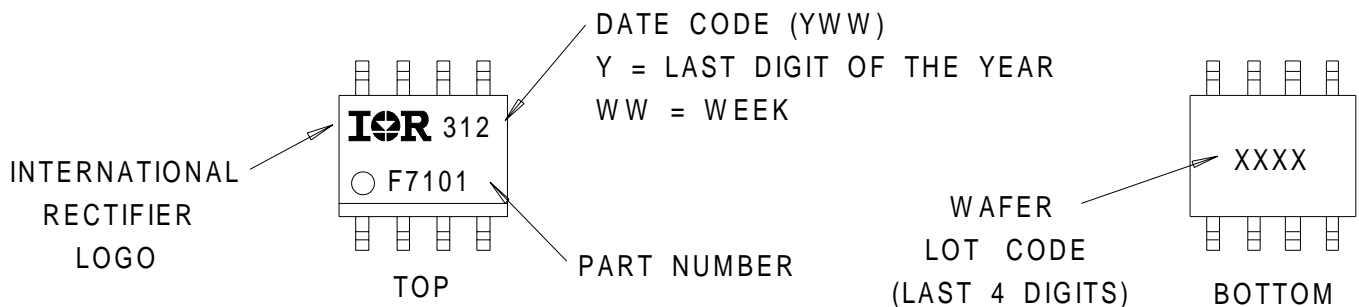 DATE CODE (YWW)
Y = LAST DIGIT OF THE YEAR
WW = WEEK
IOR 312
F7101
INTERNATIONAL
RECTIFIER
LOGO
PART NUMBER
TOP
XXXX
WAFER
LOT CODE
(LAST 4 DIGITS)
BOTTOM